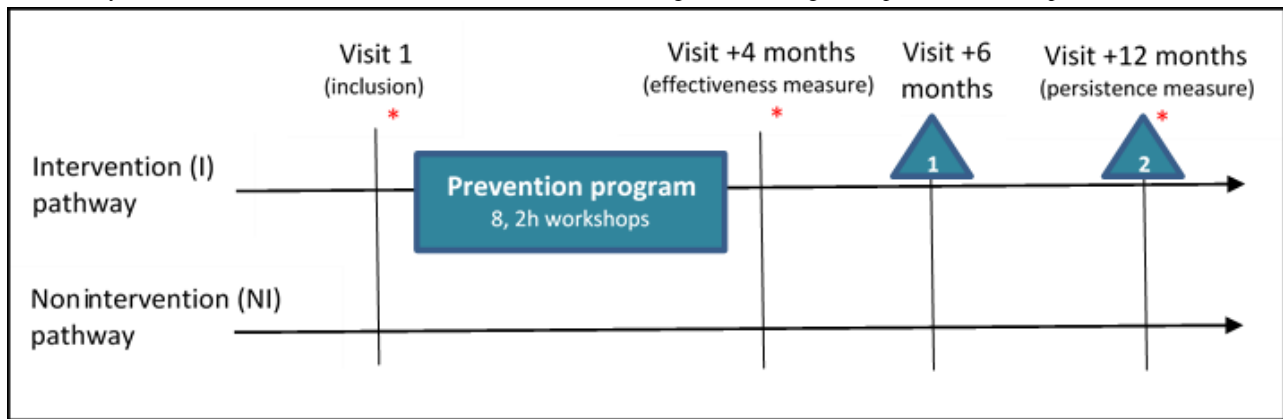 Visit 1
(inclusion)
*
Visit +4 months
(effectiveness measure)
*
Visit +6
months
Visit +12 months
(persistence measure)
*
Intervention (I)
pathway
Prevention program
8, 2h workshops
1
2
Nonintervention (NI)
pathway